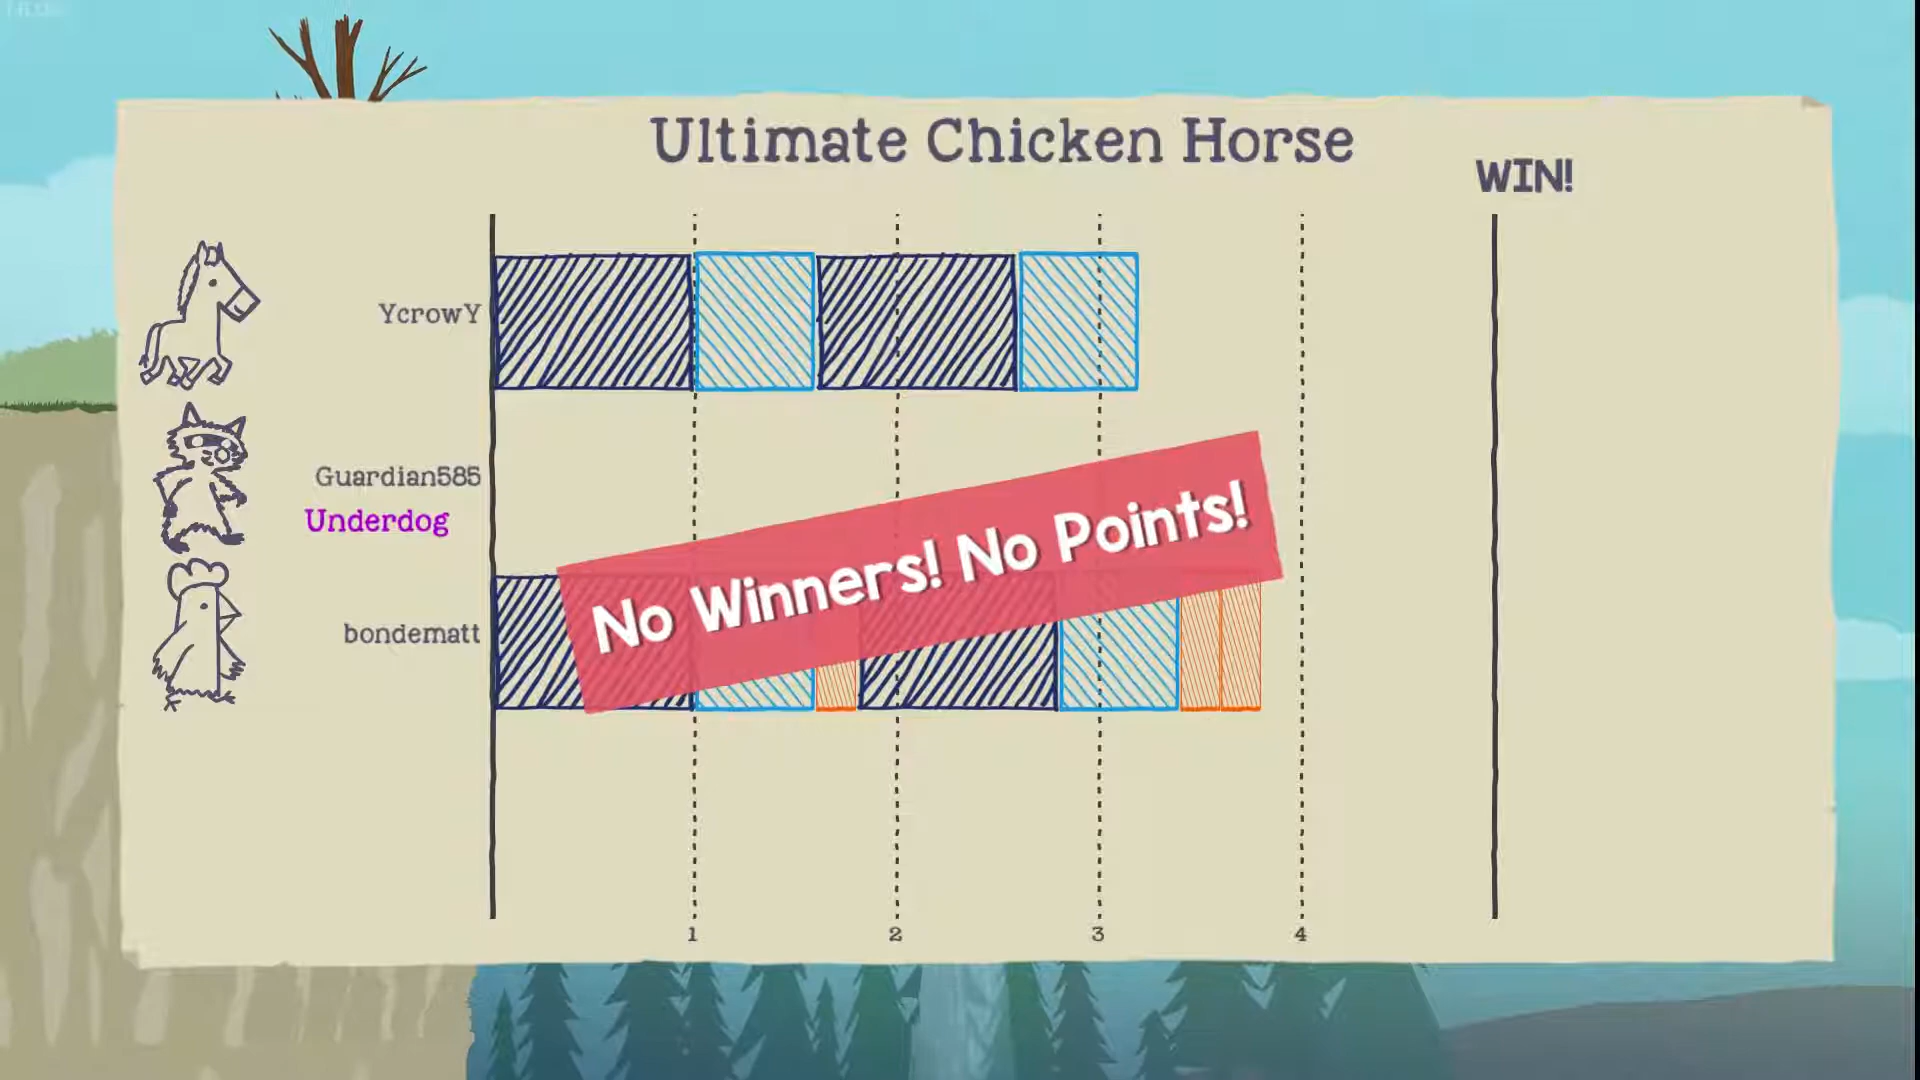 Ultimate Chicken Horse
WIN!
YcrowY
Guardian585
Underdog
No Winners! No Points!
bondematt
1 2 3 4